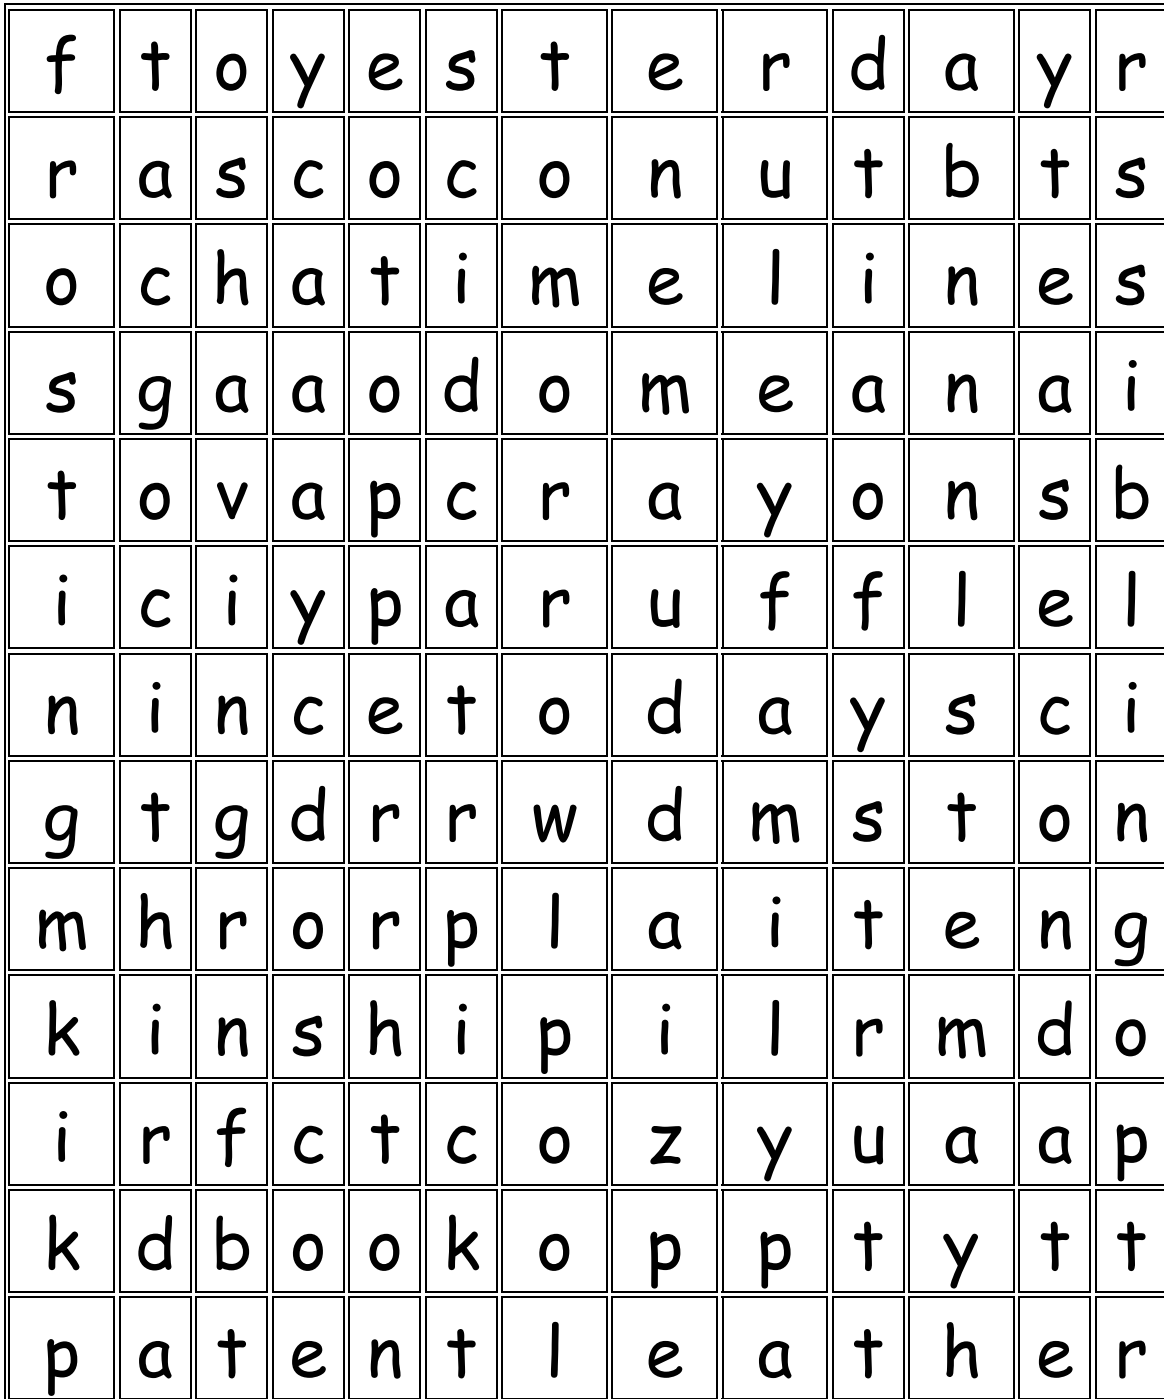 f t o y e s t e r d a y r
r a s c o c o n u t b t s
o c h a t i m e l i n e s
s g a a o d o m e a n a i
t o v a p c r a y o n s b
i c i y p a r u f f l e l
n i n c e t o d a y s c i
g t g d r r w d m s t o n
m h r o r p l a i t e n g
k i n s h i p i l r m d o
i r f c t c o z y u a a p
k d b o o k o p p t y t t
p a t e n t l e a t h e r